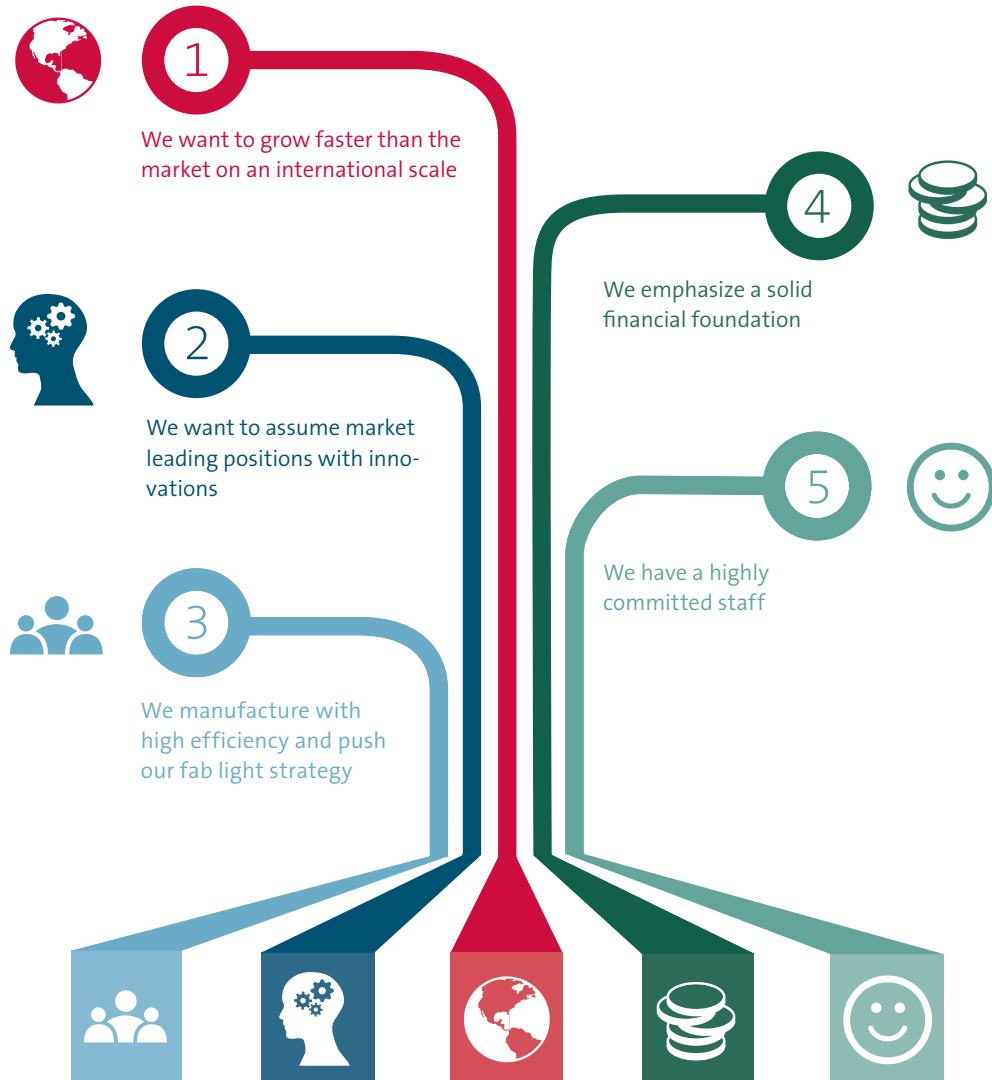 1
We want to grow faster than the
market on an international scale
2
We want to assume market
leading positions with inno-
vations
3
We manufacture with
high efficiency and push
our fab light strategy
4
We emphasize a solid
financial foundation
5
We have a highly
committed staff